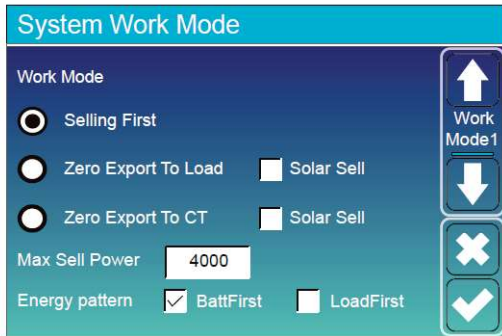 System Work Mode
Work Mode
Selling First
Zero Export To Load Solar Sell
Zero Export To CT Solar Sell
Max Sell Power 4000
Energy pattern BattFirst LoadFirst
Work
Mode1